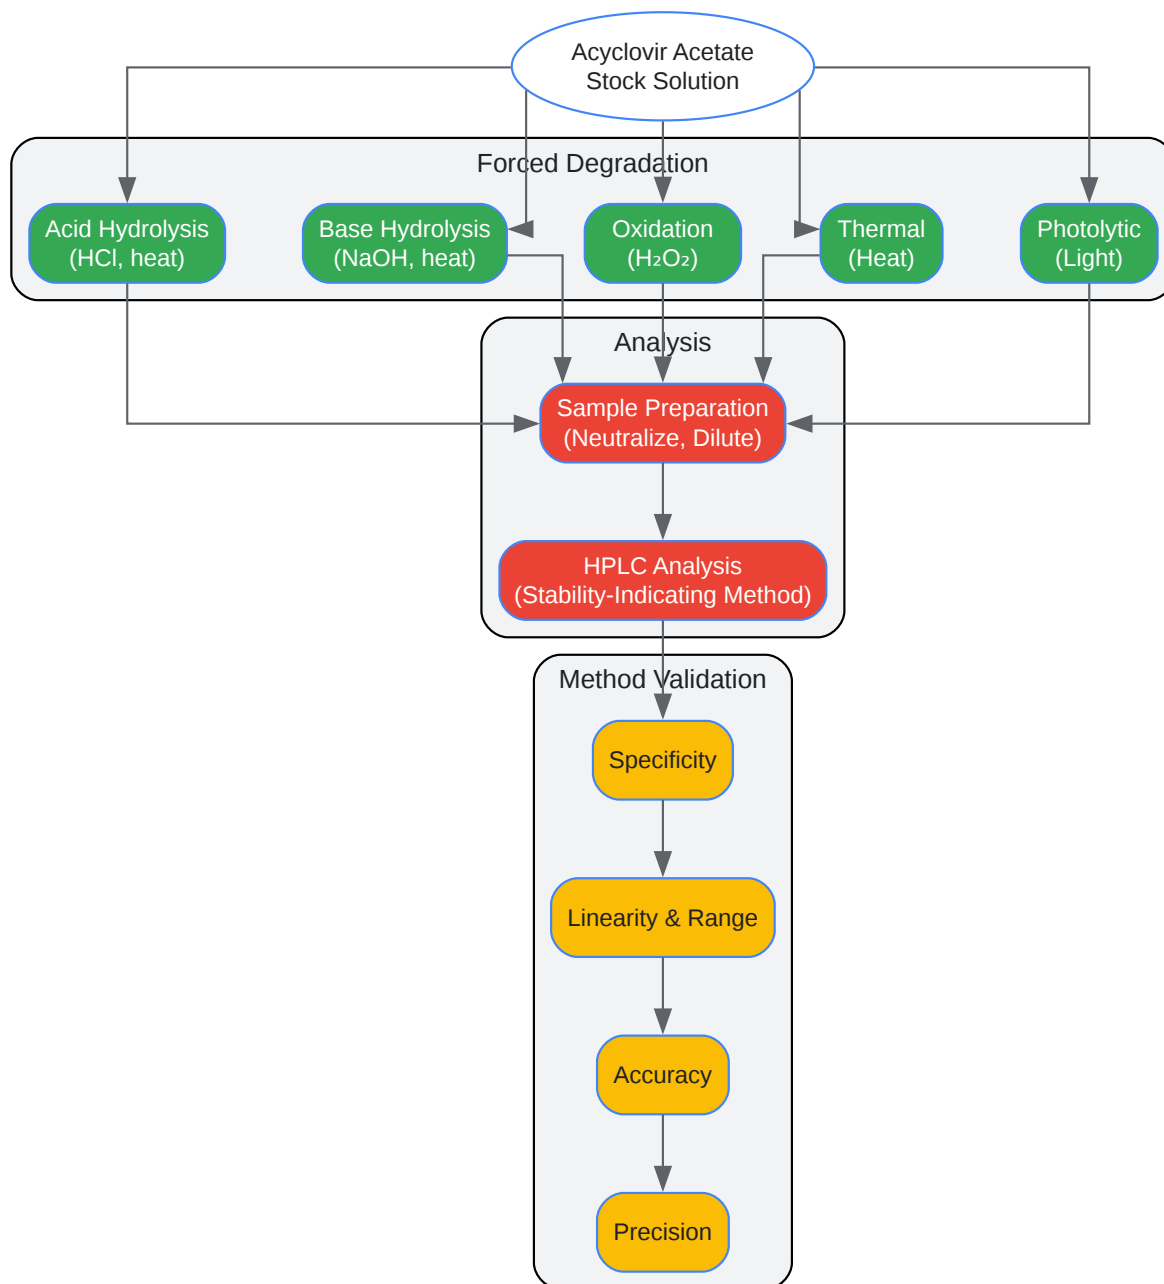 Acyclovir Acetate
Stock Solution
Forced Degradation
Acid Hydrolysis
(HCl, heat)
Base Hydrolysis
(NaOH, heat)
Oxidation
(H₂O₂)
Thermal
(Heat)
Photolytic
(Light)
Analysis
Sample Preparation
(Neutralize, Dilute)
HPLC Analysis
(Stability-Indicating Method)
Method Validation
Specificity
Linearity & Range
Accuracy
Precision